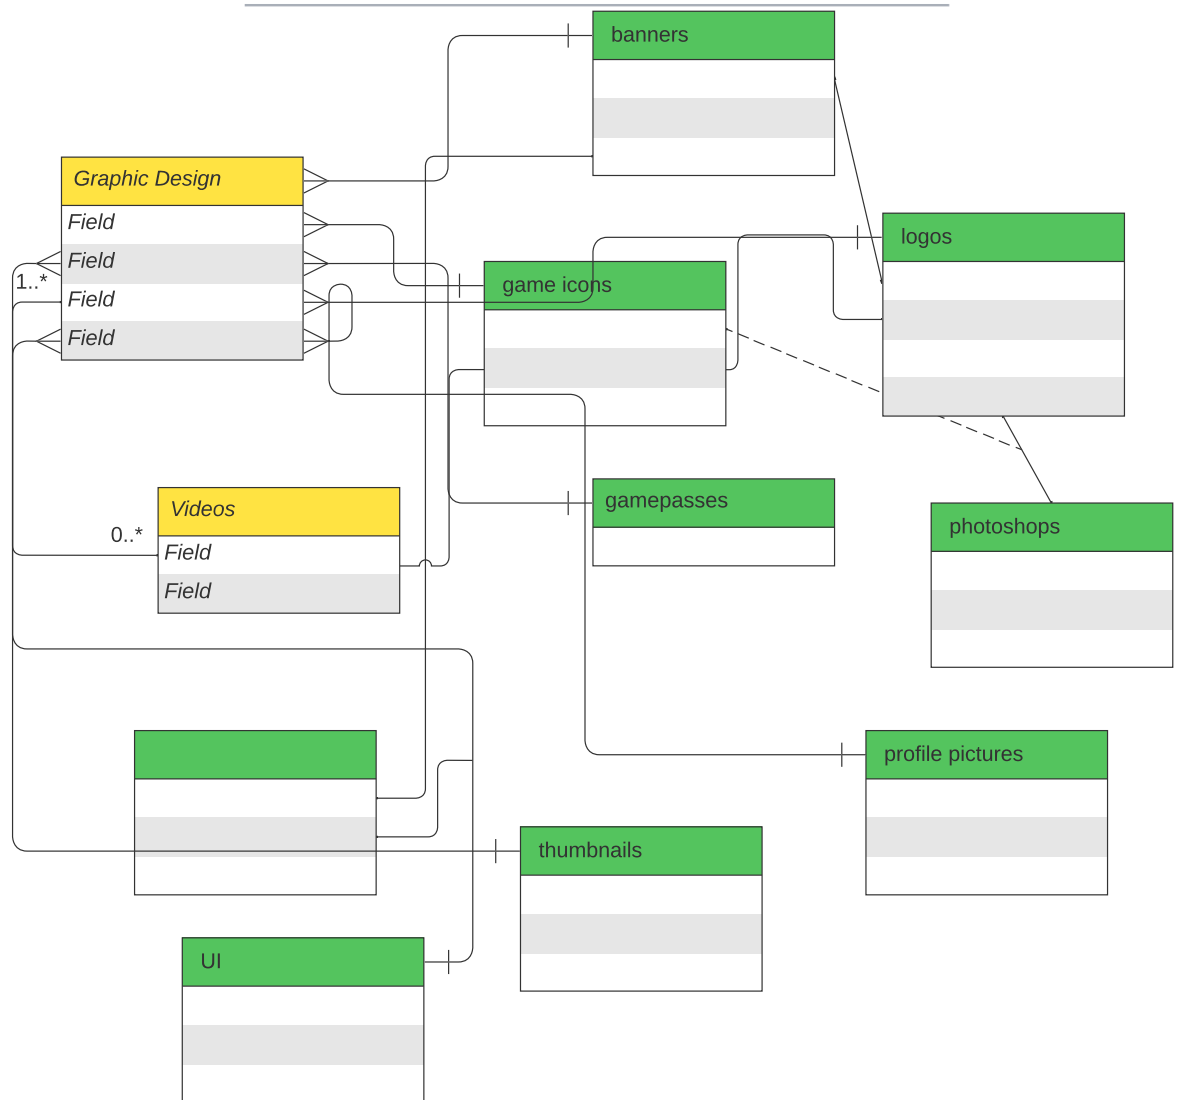 banners
Graphic Design
Field
Field
1..*
Field
Field
logos
game icons
gamepasses
Videos
0..*
Field
Field
photoshops
profile pictures
thumbnails
UI